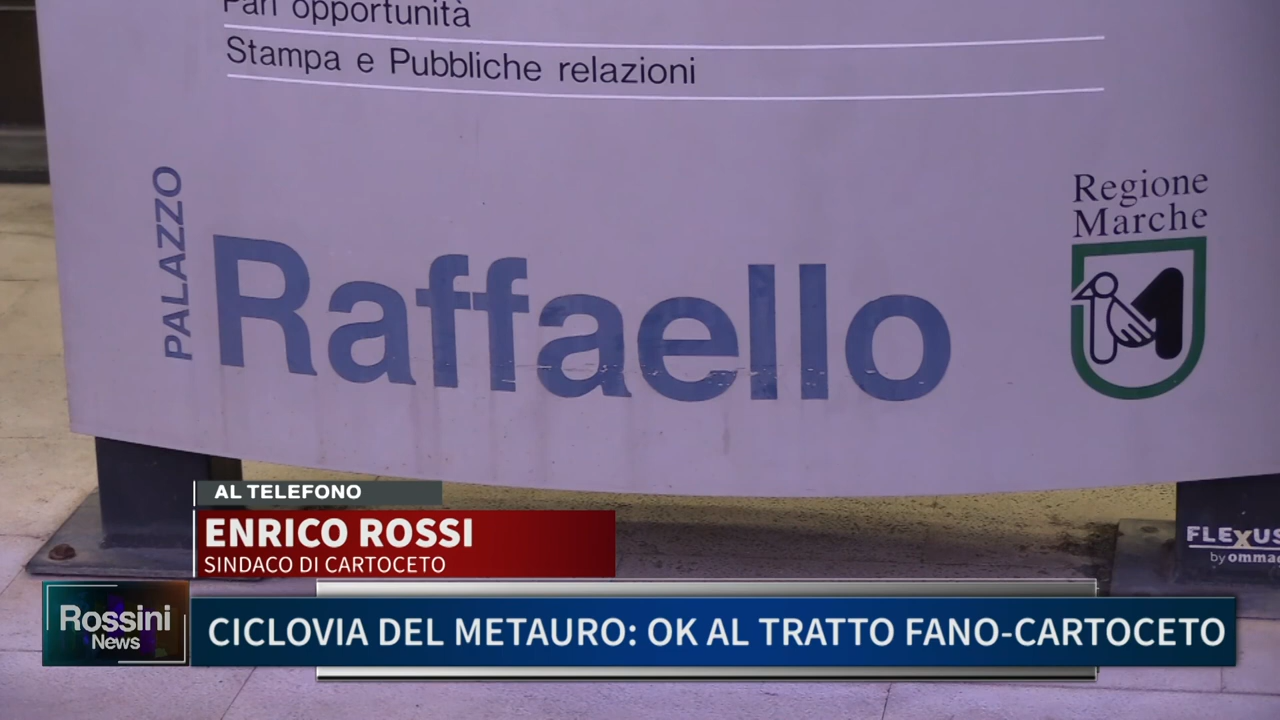 Pari opportunità
Stampa e Pubbliche relazioni
PALAZZO
Raffaello
Regione
Marche
AL TELEFONO
ENRICO ROSSI
SINDACO DI CARTOCETO
FLEXUS
by
Rossini
News
CICLOVIA DEL METAURO: OK AL TRATTO FANO-CARTOCETO